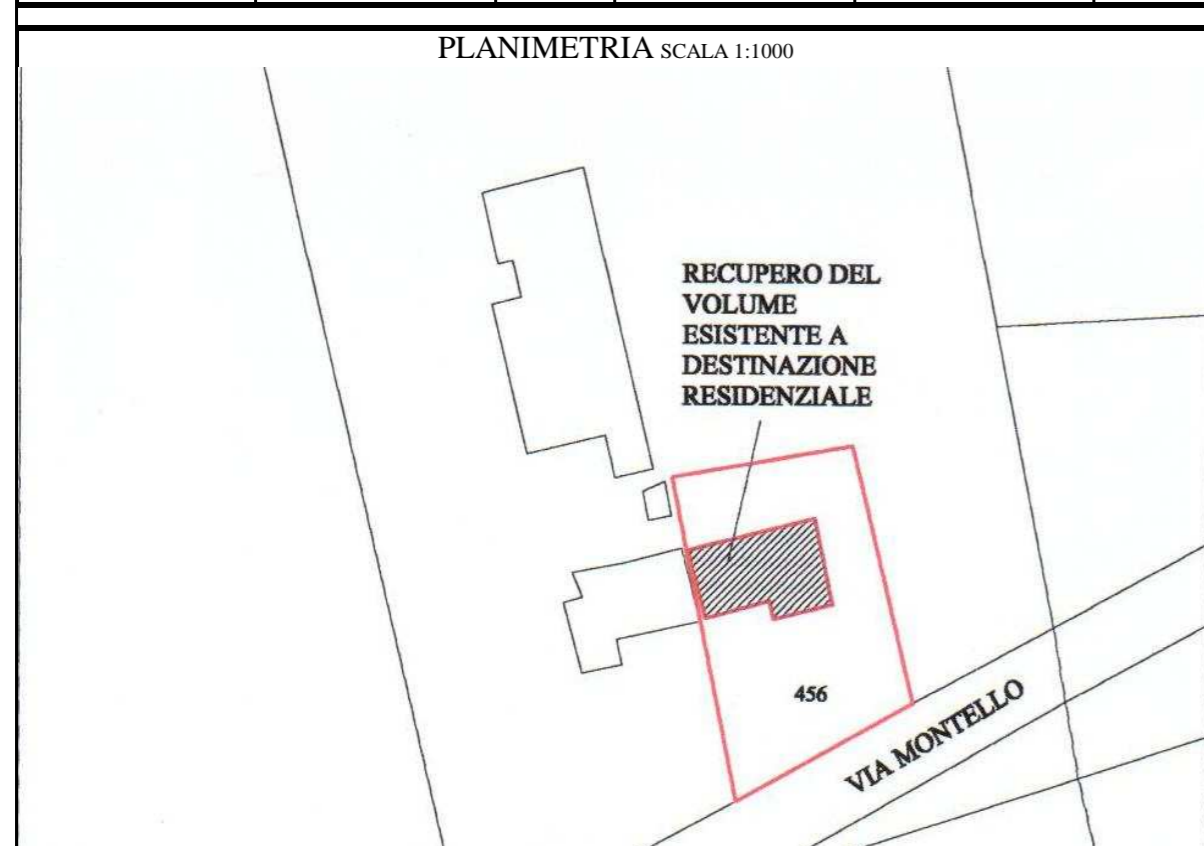 PLANIMETRIA SCALA 1:1000
RECUPERO DEL
VOLUME
ESISTENTE A
DESTINAZIONE
RESIDENZIALE
456
VIA MONTELLO